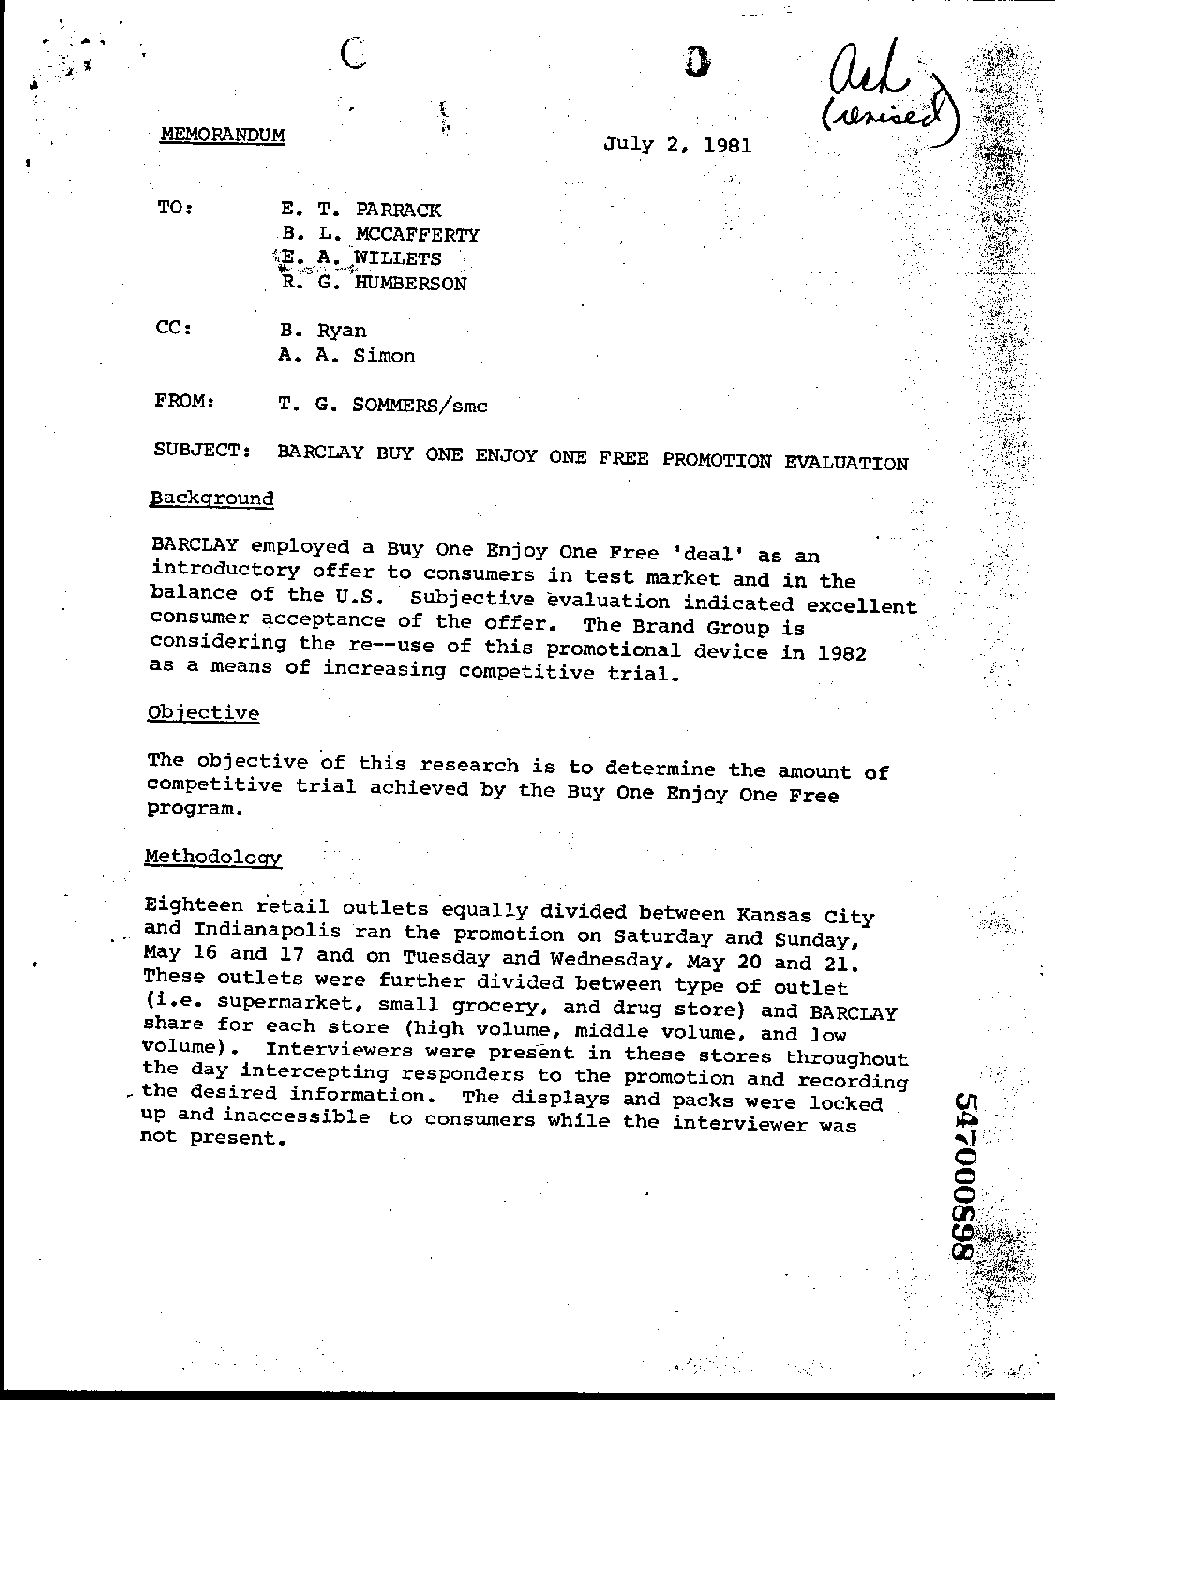 C
Ash
(revised)
MEMORANDUM
July 2, 1981
TO: E. T. PARRACK
B. L. MCCAFFERTY
E. A. WILLETS
R. G. HUMBERSON
CC: B. Ryan
A. A. Simon
FROM: T. G. SOMMERS/smc
SUBJECT: BARCLAY BUY ONE ENJOY ONE FREE PROMOTION EVALUATION
Background
BARCLAY employed a Buy One Enjoy One Free 'deal' as an
introductory offer to consumers in test market and in the
balance of the U.S. Subjective evaluation indicated excellent
consumer acceptance of the offer. The Brand Group is
considering the re--use of this promotional device in 1982
as a means of increasing competitive trial.
Objective
The objective of this research is to determine the amount of
competitive trial achieved by the Buy One Enjoy One Free
program.
Methodology
Eighteen retail outlets equally divided between Kansas City
and Indianapolis ran the promotion on Saturday and Sunday,
May 16 and 17 and on Tuesday and Wednesday, May 20 and 21.
These outlets were further divided between type of outlet
(i.e. supermarket, small grocery, and drug store) and BARCLAY
share for each store (high volume, middle volume, and low
volume). Interviewers were present in these stores throughout
the day intercepting responders to the promotion and recording
the desired information. The displays and packs were locked
up and inaccessible to consumers while the interviewer was
not present.
547000898